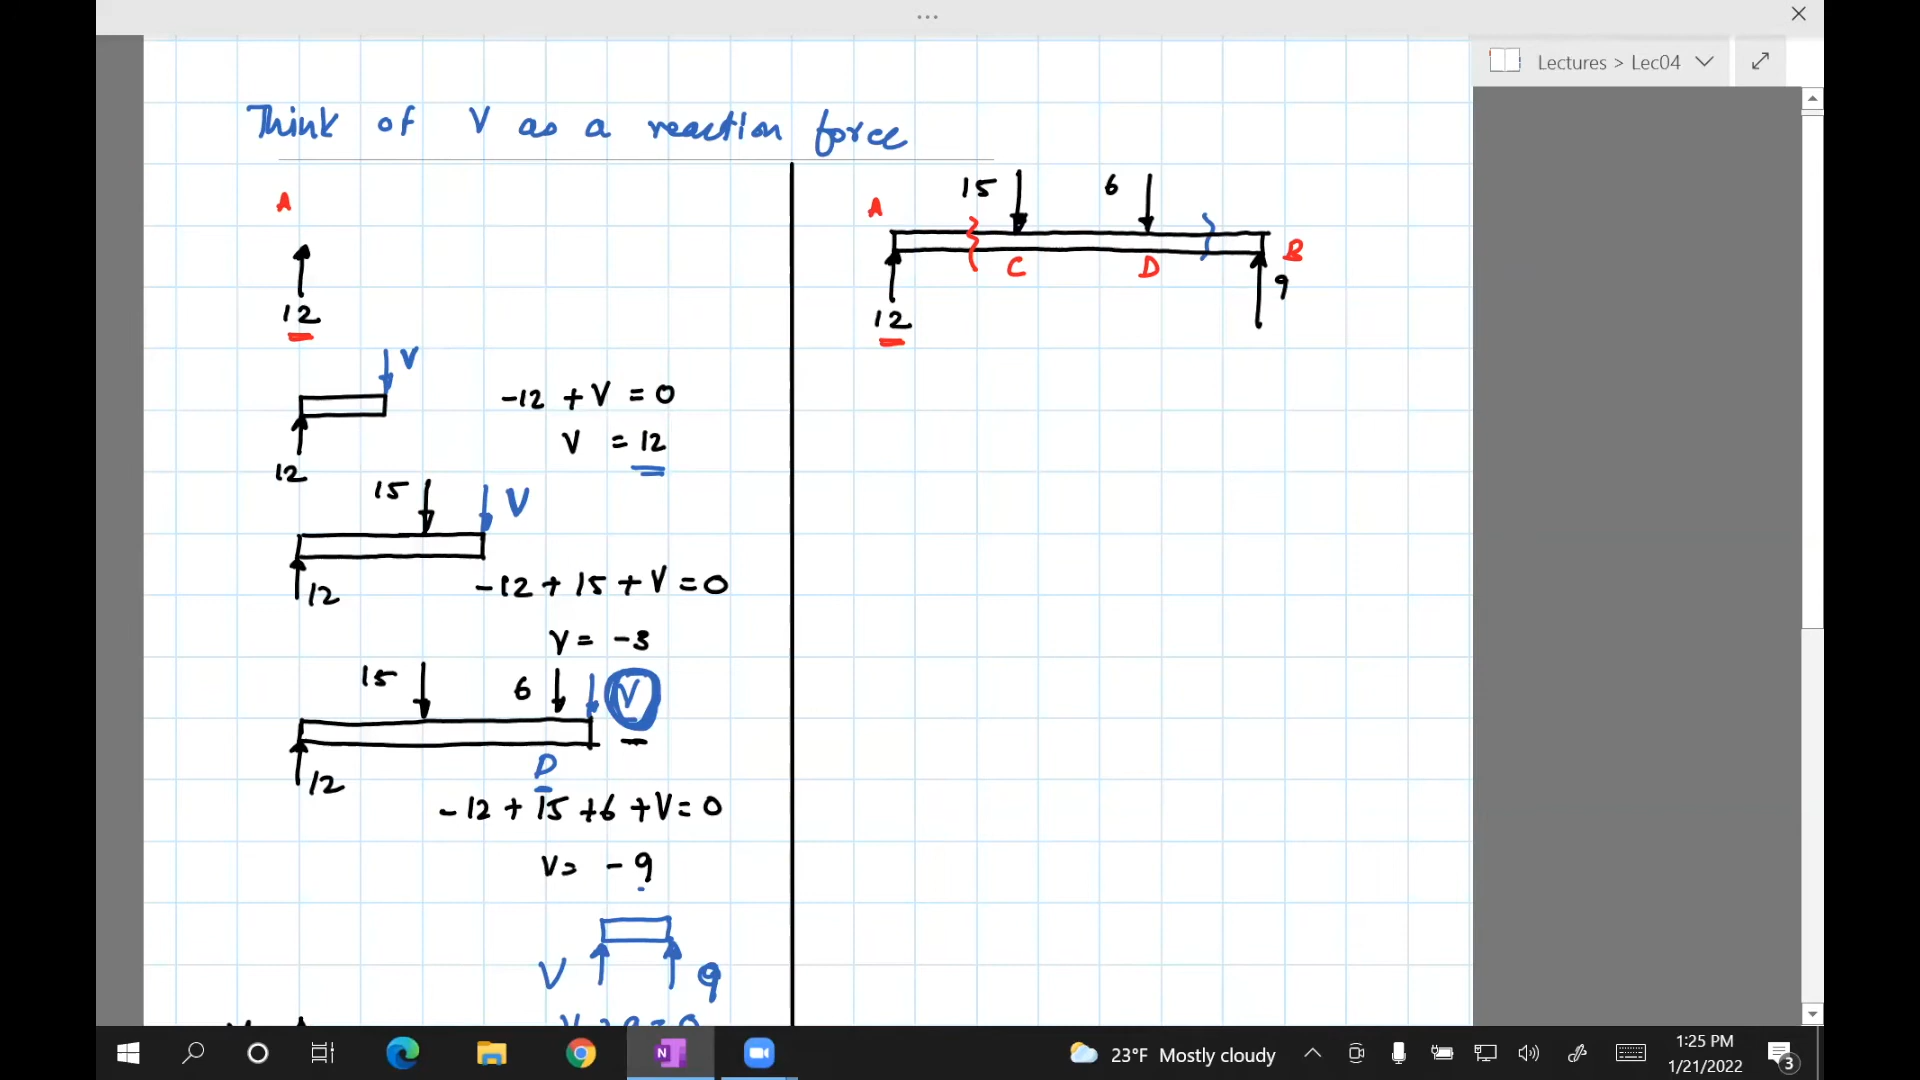 Lectures > Lec04
Think of V as a reaction force
A
12
V
12
-12 + V = 0
V = 12
15
V
12
-12 + 15 + V = 0
V = -3
15
6
V
12
D
-12 + 15 + 6 + V = 0
V = -9
V
9
15
6
A
C
D
B
12
9
23°F Mostly cloudy
1:25 PM
1/21/2022
3